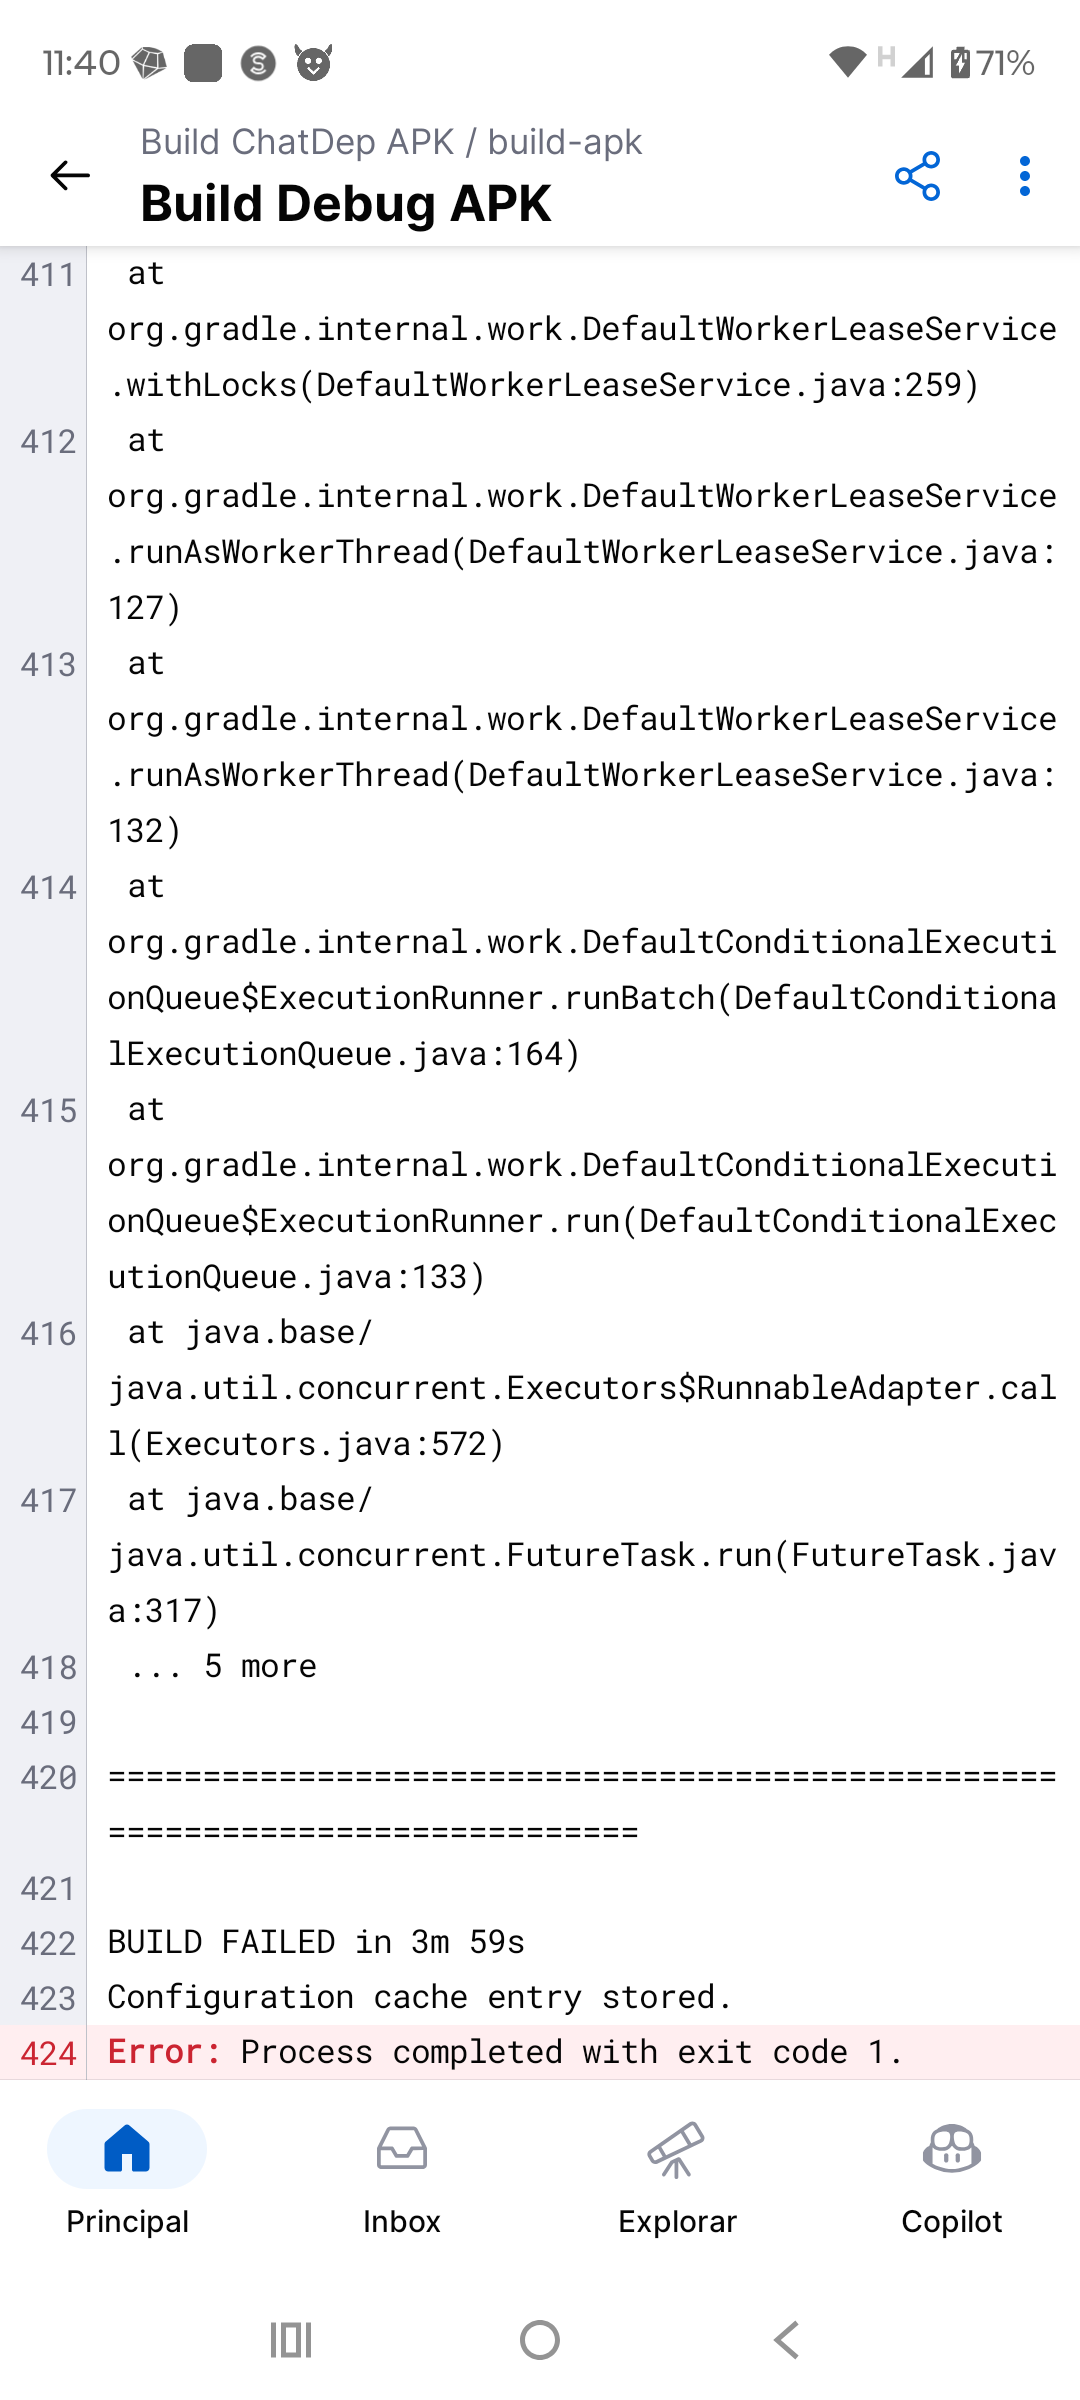 11:40
H
71%
Build ChatDep APK / build-apk
Build Debug APK
411 at
org.gradle.internal.work.DefaultWorkerLeaseService
.withLocks(DefaultWorkerLeaseService.java:259)
412 at
org.gradle.internal.work.DefaultWorkerLeaseService
.runAsWorkerThread(DefaultWorkerLeaseService.java:
127)
413 at
org.gradle.internal.work.DefaultWorkerLeaseService
.runAsWorkerThread(DefaultWorkerLeaseService.java:
132)
414 at
org.gradle.internal.work.DefaultConditionalExecuti
onQueue$ExecutionRunner.runBatch(DefaultConditiona
lExecutionQueue.java:164)
415 at
org.gradle.internal.work.DefaultConditionalExecuti
onQueue$ExecutionRunner.run(DefaultConditionalExec
utionQueue.java:133)
416 at java.base/
java.util.concurrent.Executors$RunnableAdapter.cal
l(Executors.java:572)
417 at java.base/
java.util.concurrent.FutureTask.run(FutureTask.jav
a:317)
418 ... 5 more
419
420 ==================================================
============================
421
422 BUILD FAILED in 3m 59s
423 Configuration cache entry stored.
424 Error: Process completed with exit code 1.
Principal
Inbox
Explorar
Copilot